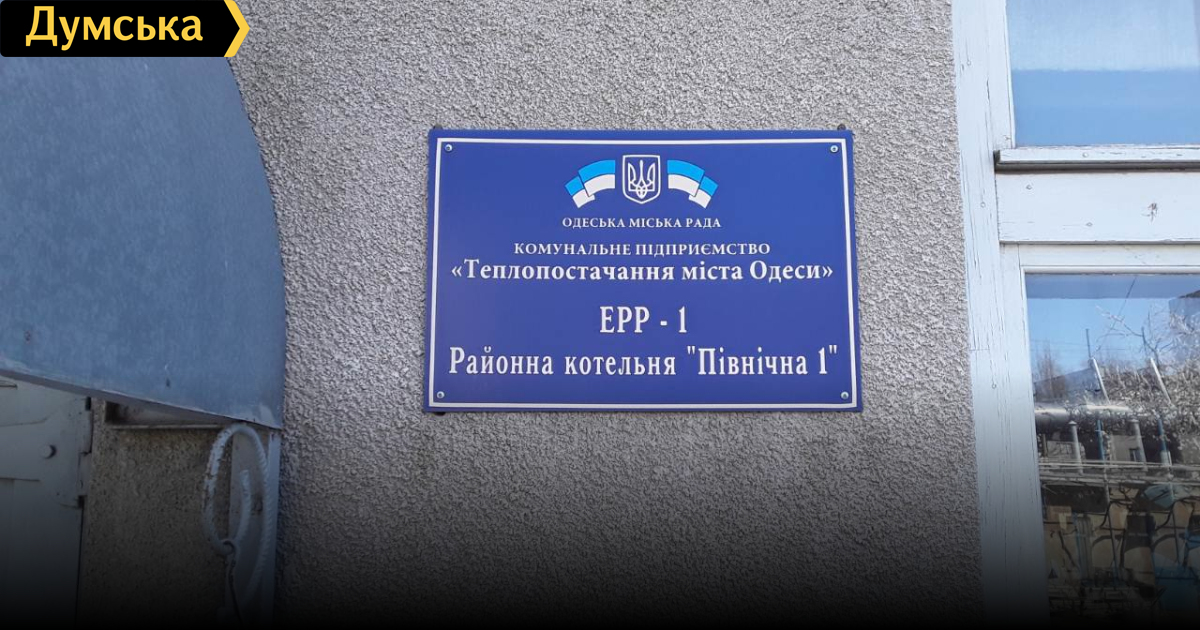 Думська
ОДЕСЬКА МІСЬКА РАДА
КОМУНАЛЬНЕ ПІДПРИЄМСТВО
«Теплопостачання міста Одеси»
ЕРР - 1
Районна котельня "Північна 1"